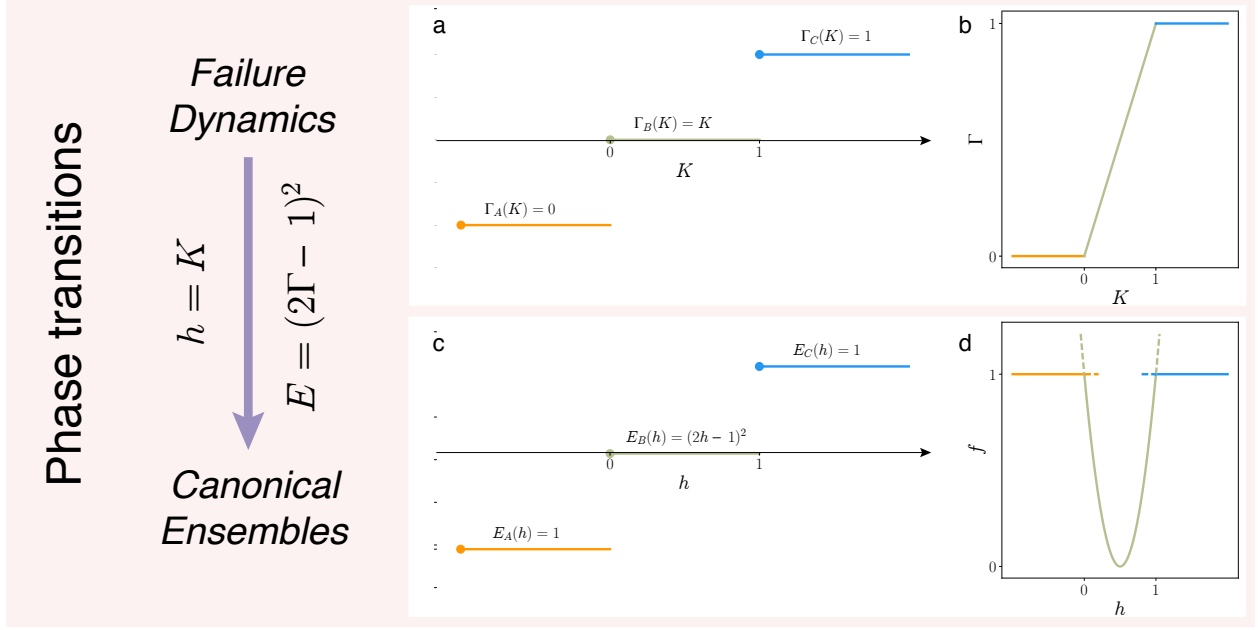 Phase transitions
Failure
Dynamics
h = K
E = (2Γ − 1)²
Canonical
Ensembles
a
Γ_C(K) = 1
Γ_B(K) = K
0
1
K
Γ_A(K) = 0
b
1
Γ
0
0
1
K
c
E_C(h) = 1
E_B(h) = (2h − 1)²
0
1
h
E_A(h) = 1
d
1
f
0
0
1
h